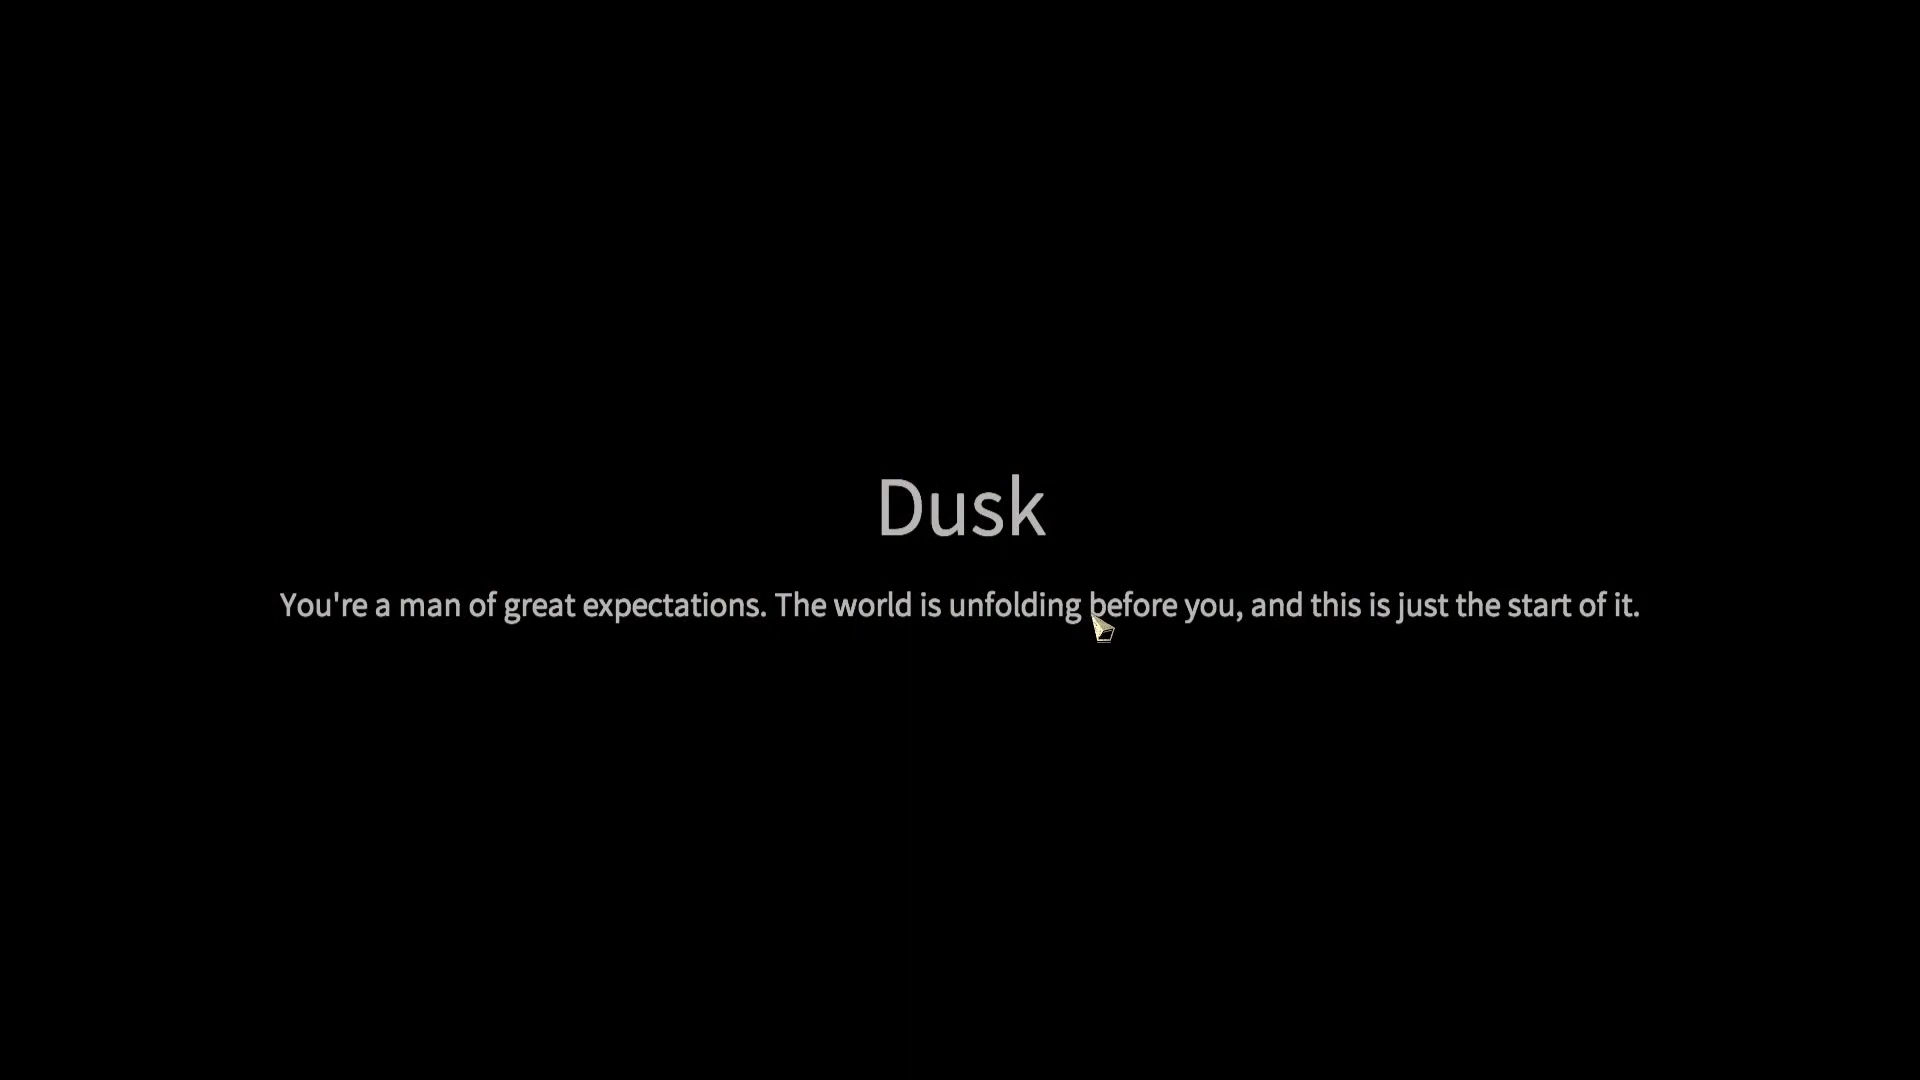 Dusk
You're a man of great expectations. The world is unfolding before you, and this is just the start of it.